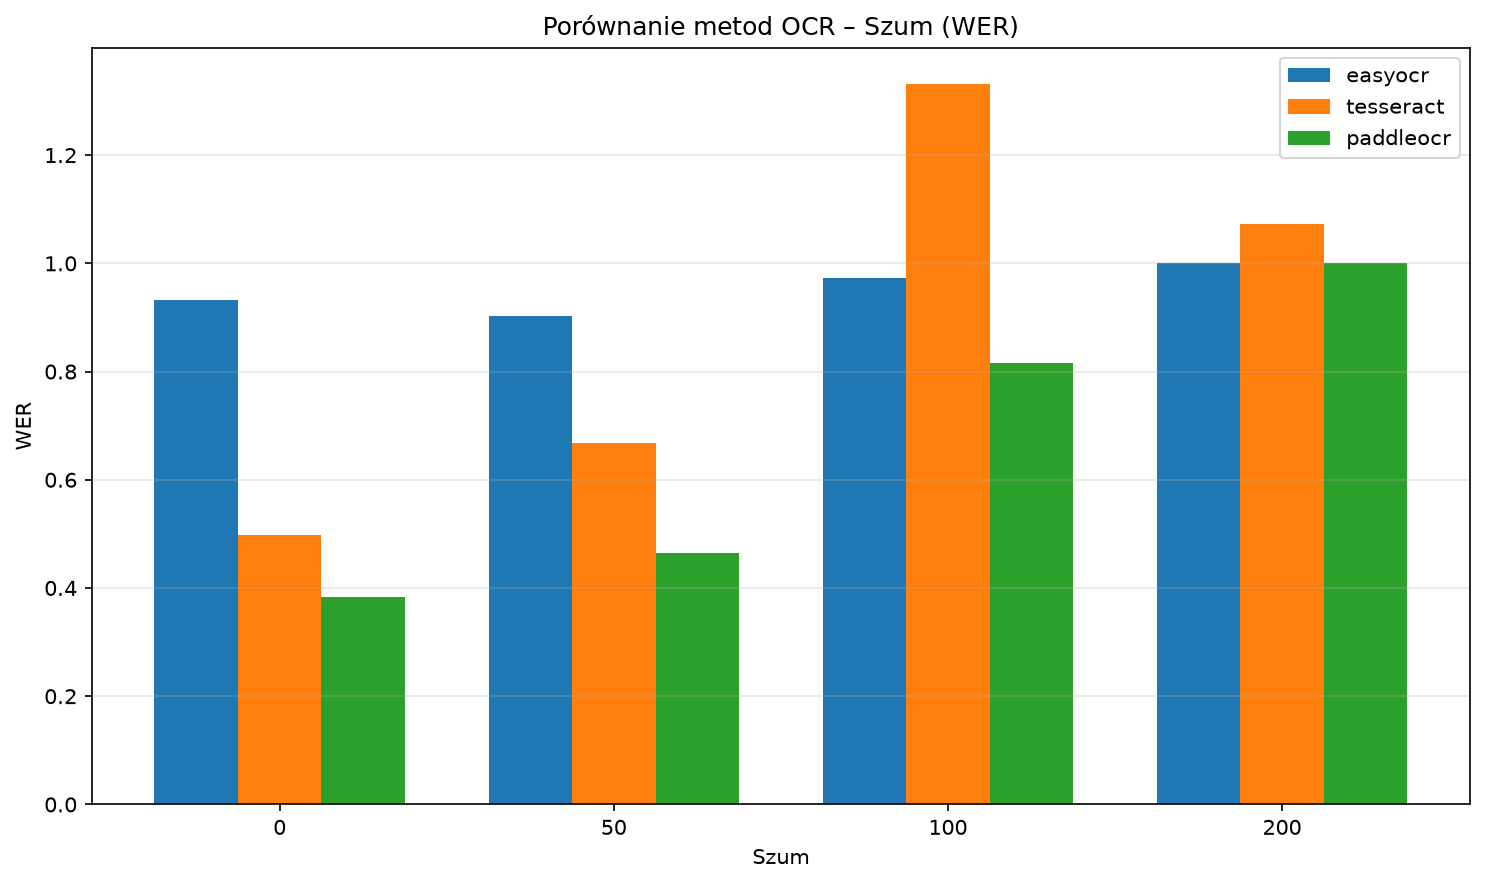 Porównanie metod OCR – Szum (WER)
easyocr
tesseract
paddleocr
WER
1.2
1.0
0.8
0.6
0.4
0.2
0.0
0 50 100 200
Szum